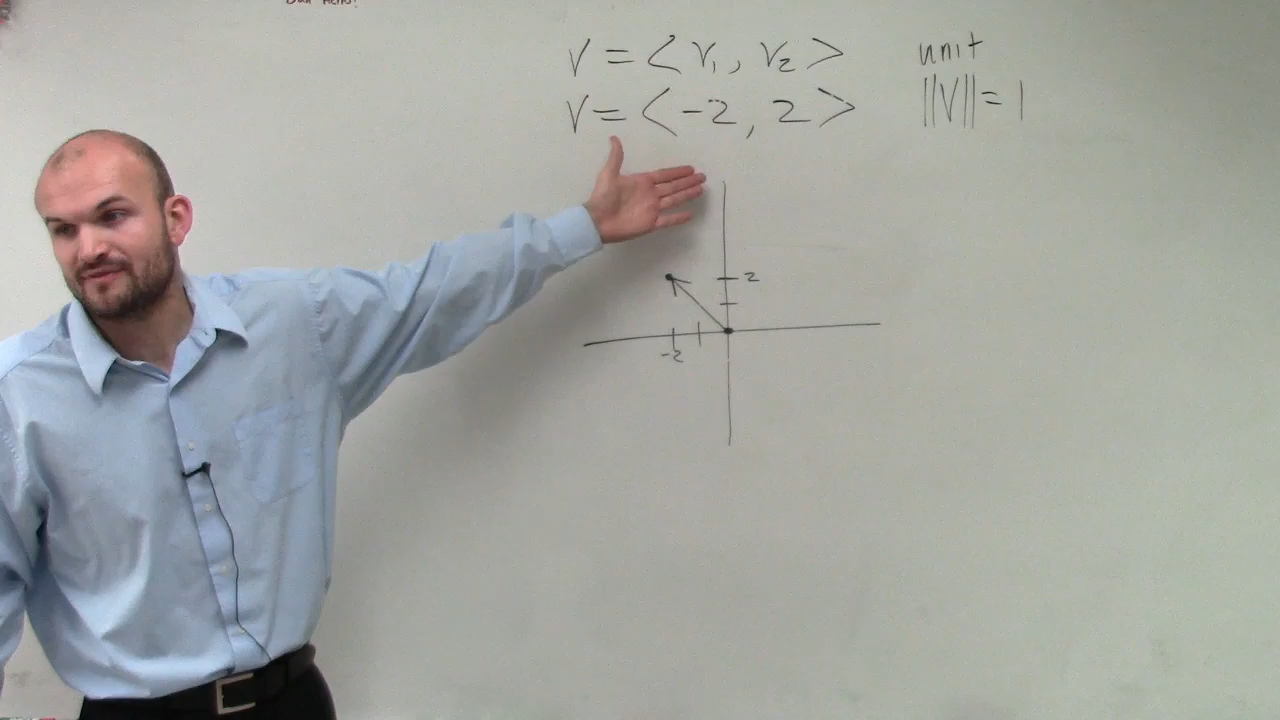 V = < V₁, V₂ >
unit
V = < -2, 2 >
||V|| = 1
2
-2